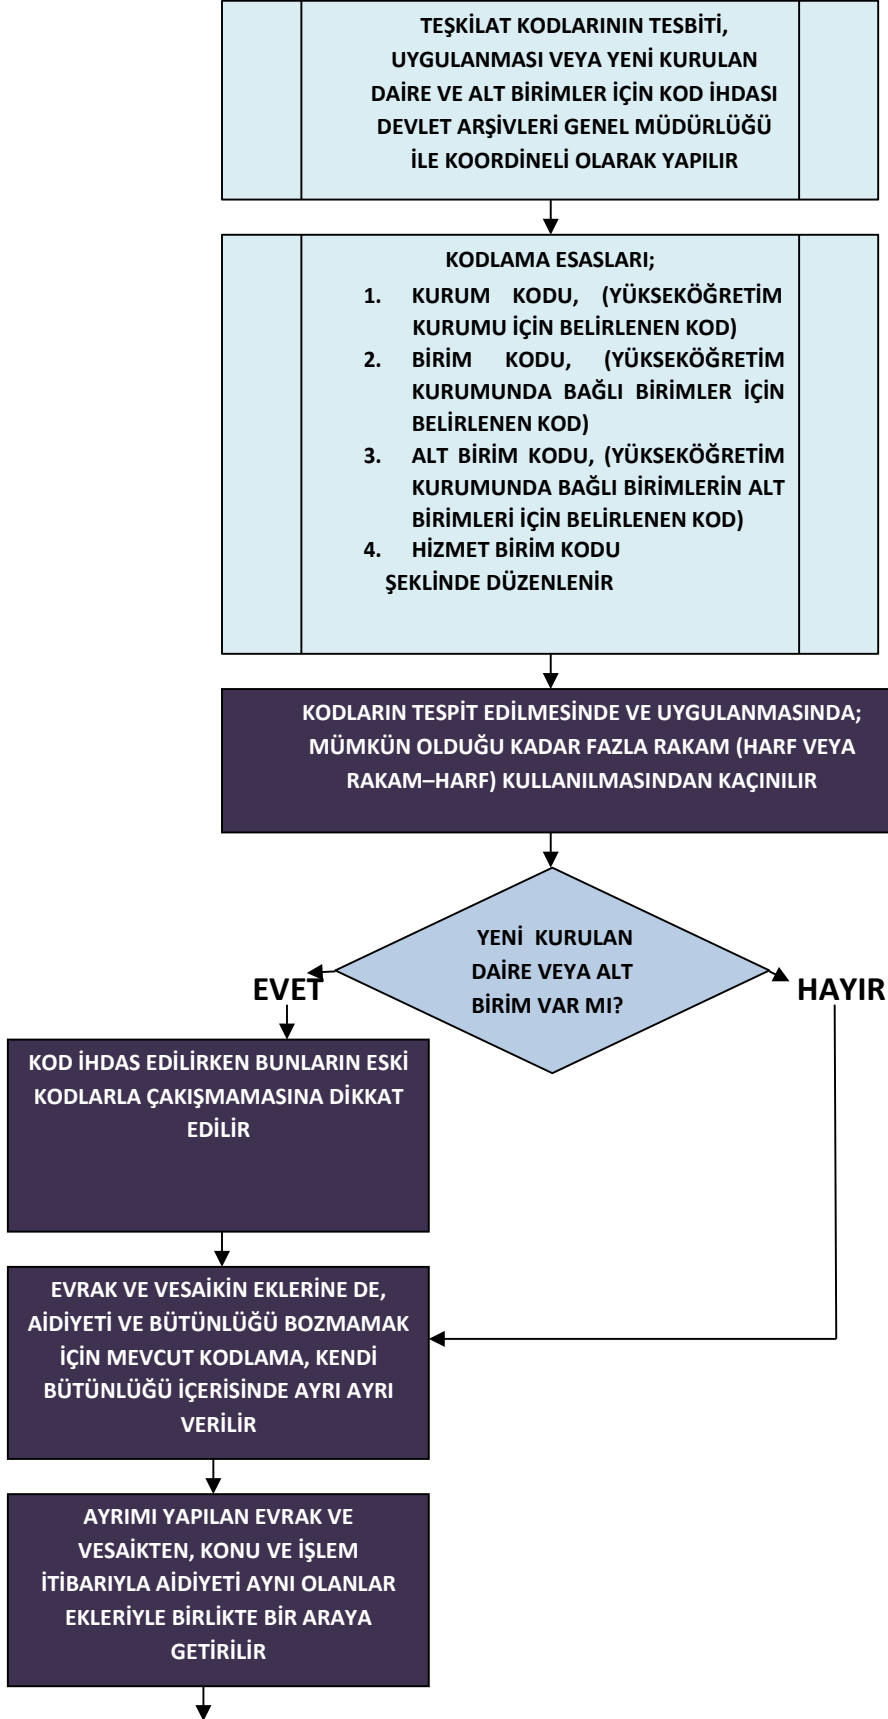 TEŞKİLAT KODLARININ TESBİTİ,
UYGULANMASI VEYA YENİ KURULAN
DAİRE VE ALT BİRİMLER İÇİN KOD İHDASI
DEVLET ARŞİVLERİ GENEL MÜDÜRLÜĞÜ
İLE KOORDİNELİ OLARAK YAPILIR
KODLAMA ESASLARI;
1. KURUM KODU, (YÜKSEKÖĞRETİM
KURUMU İÇİN BELİRLENEN KOD)
2. BİRİM KODU, (YÜKSEKÖĞRETİM
KURUMUNDA BAĞLI BİRİMLER İÇİN
BELİRLENEN KOD)
3. ALT BİRİM KODU, (YÜKSEKÖĞRETİM
KURUMUNDA BAĞLI BİRİMLERİN ALT
BİRİMLERİ İÇİN BELİRLENEN KOD)
4. HİZMET BİRİM KODU
ŞEKLİNDE DÜZENLENİR
KODLARIN TESPİT EDİLMESİNDE VE UYGULANMASINDA;
MÜMKÜN OLDUĞU KADAR FAZLA RAKAM (HARF VEYA
RAKAM–HARF) KULLANILMASINDAN KAÇINILIR
YENİ KURULAN
DAİRE VEYA ALT
BİRİM VAR MI?
EVET
HAYIR
KOD İHDAS EDİLİRKEN BUNLARIN ESKİ
KODLARLA ÇAKIŞMAMASINA DİKKAT
EDİLİR
EVRAK VE VESAİKİN EKLERİNE DE,
AİDİYETİ VE BÜTÜNLÜĞÜ BOZMAMAK
İÇİN MEVCUT KODLAMA, KENDİ
BÜTÜNLÜĞÜ İÇERİSİNDE AYRI AYRI
VERİLİR
AYRIMI YAPILAN EVRAK VE
VESAİKTEN, KONU VE İŞLEM
İTİBARIYLA AİDİYETİ AYNI OLANLAR
EKLERİYLE BİRLİKTE BİR ARAYA
GETİRİLİR